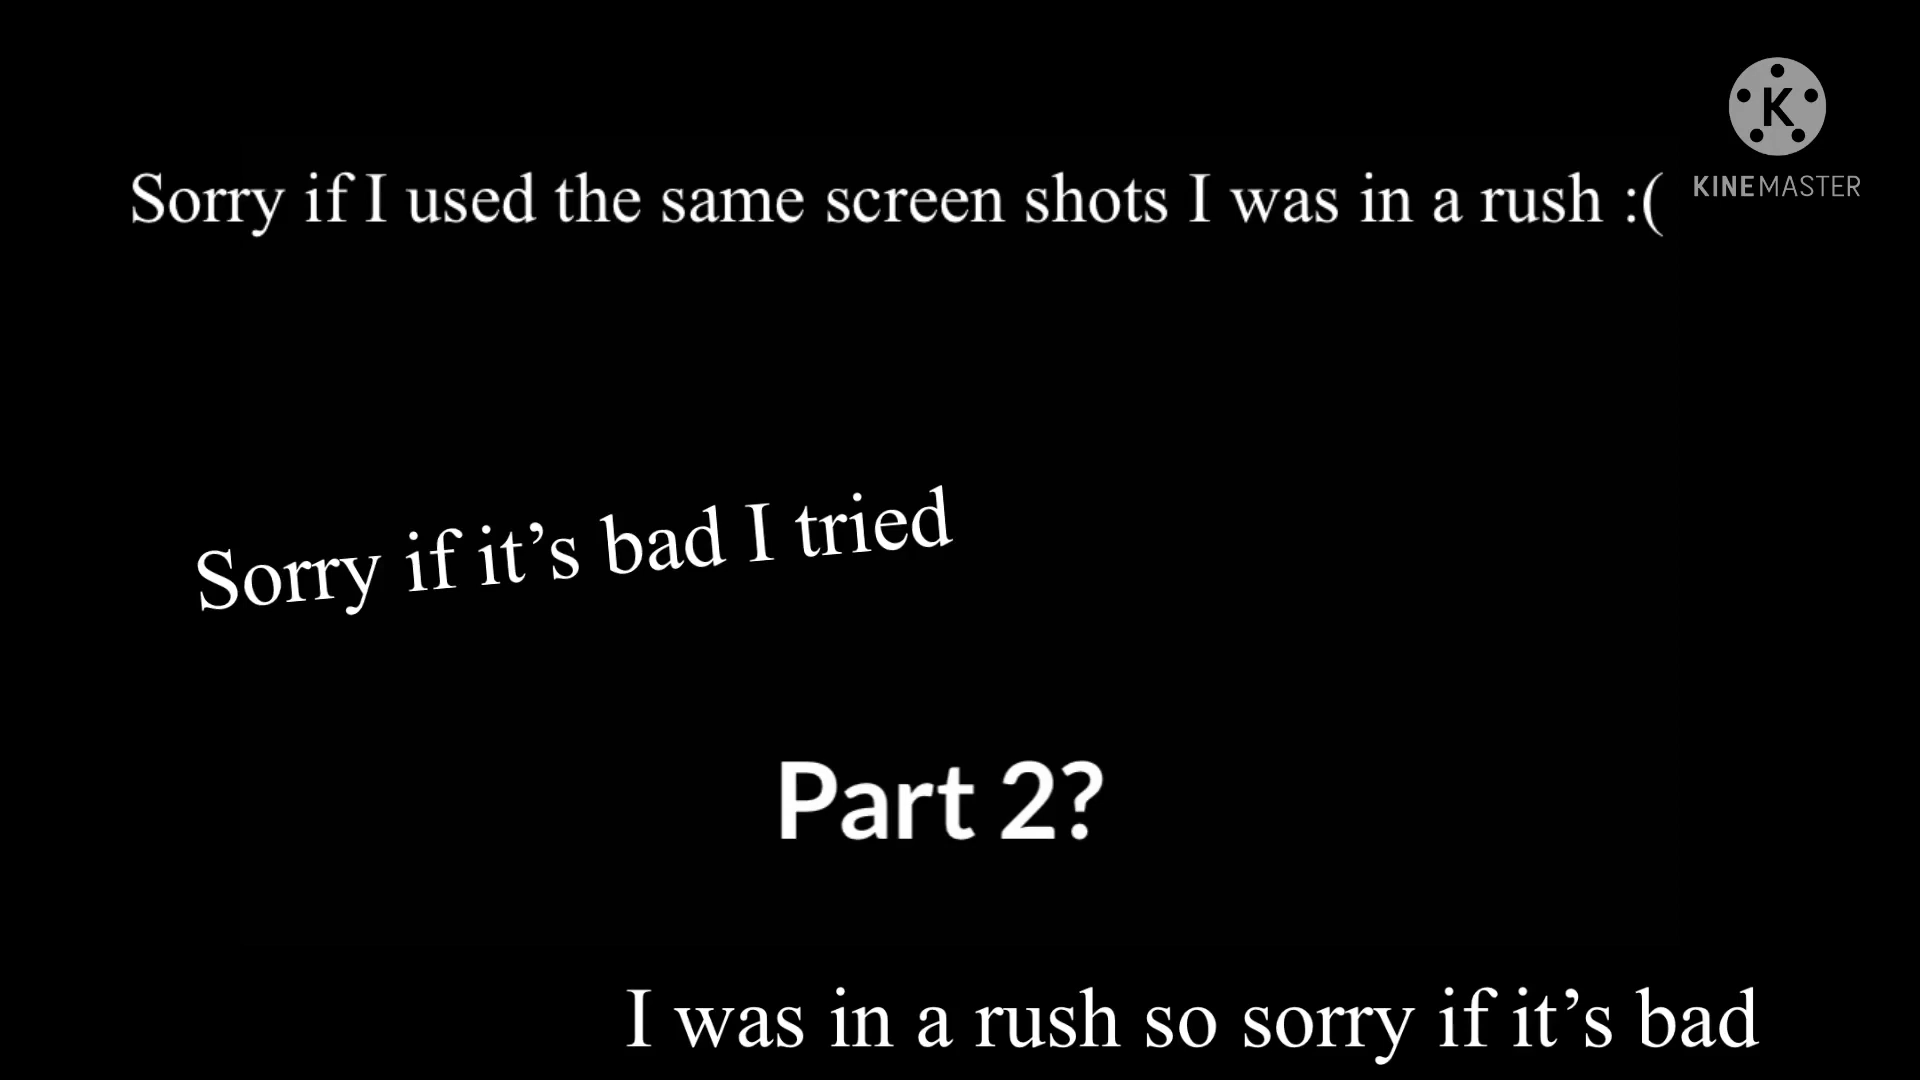 K
KINEMASTER
Sorry if I used the same screen shots I was in a rush :(
Sorry if it’s bad I tried
Part 2?
I was in a rush so sorry if it’s bad